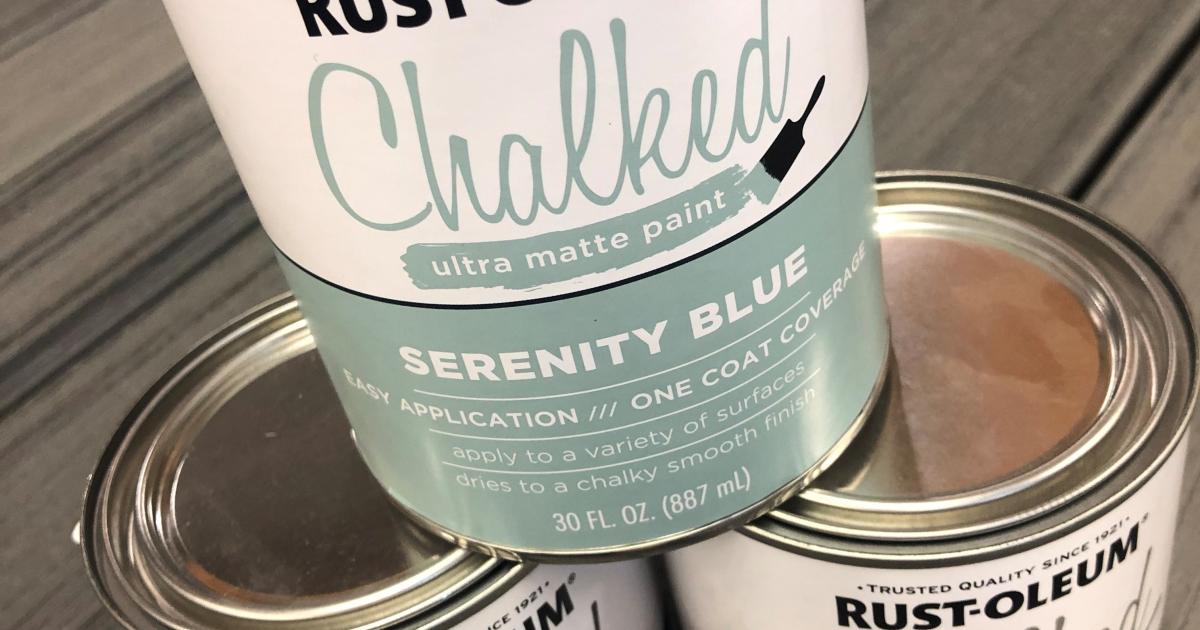 Chalked
ultra matte paint
SERENITY BLUE
EASY APPLICATION /// ONE COAT COVERAGE
apply to a variety of surfaces
dries to a chalky smooth finish
30 FL. OZ. (887 mL)
•TRUSTED QUALITY SINCE 1921•
RUST-OLEUM®